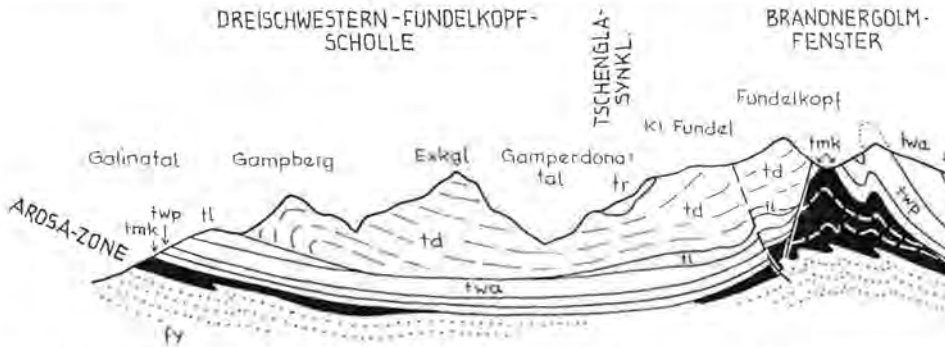 DREISCHWESTERN-FUNDELKOPF-
SCHOLLE
TSCHENGLA-
SYNKL.
BRANDNERGOLM-
FENSTER
Galinatal
Gampberg
Exkgl
Gamperdona-
tal
Kl Fundel
Fundelkopf
AROSA-ZONE
tmk
twp
tl
td
twa
tr
td
tl
td
tl
tmk
twa
twp
fy